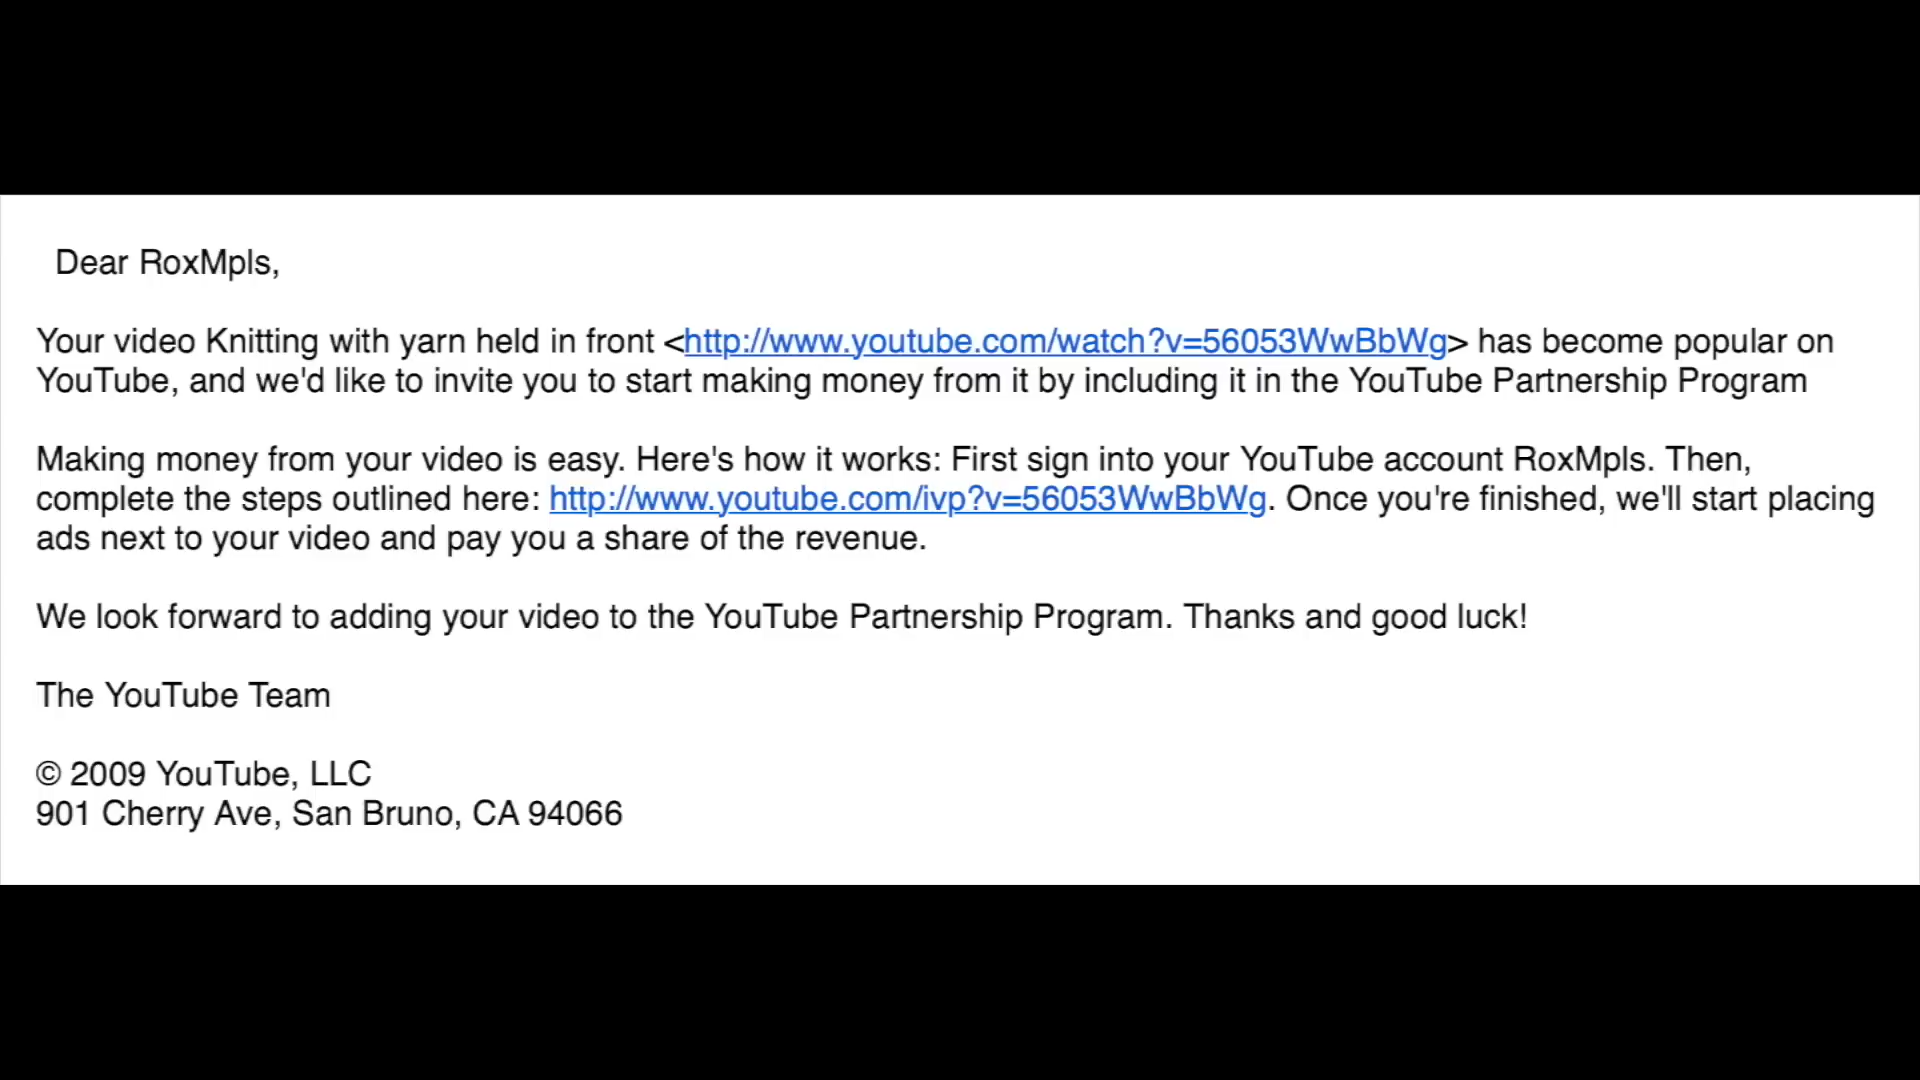 Dear RoxMpls,
Your video Knitting with yarn held in front <http://www.youtube.com/watch?v=56053WwBbWg> has become popular on
YouTube, and we'd like to invite you to start making money from it by including it in the YouTube Partnership Program
Making money from your video is easy. Here's how it works: First sign into your YouTube account RoxMpls. Then,
complete the steps outlined here: http://www.youtube.com/ivp?v=56053WwBbWg. Once you're finished, we'll start placing
ads next to your video and pay you a share of the revenue.
We look forward to adding your video to the YouTube Partnership Program. Thanks and good luck!
The YouTube Team
© 2009 YouTube, LLC
901 Cherry Ave, San Bruno, CA 94066